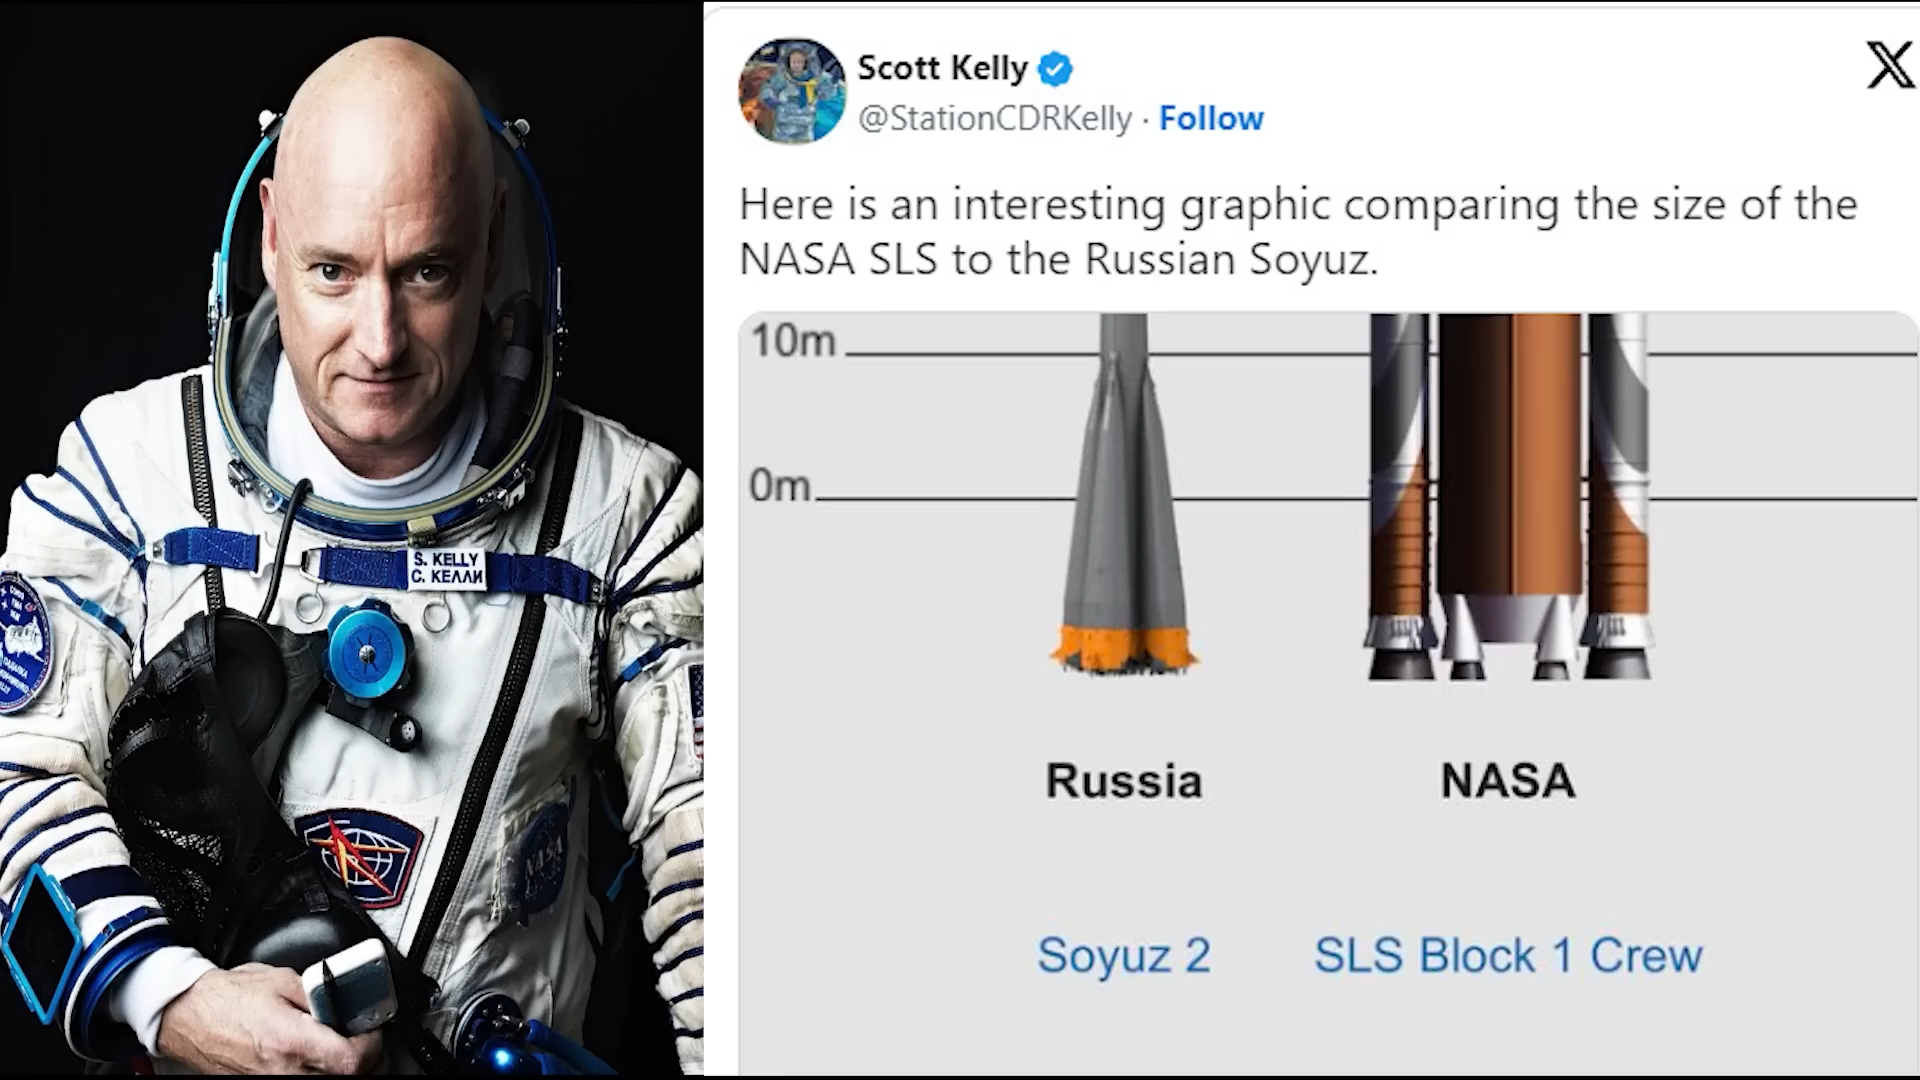 S. KELLY
С. КЕЛЛИ
NASA
Scott Kelly
@StationCDRKelly · Follow
Here is an interesting graphic comparing the size of the
NASA SLS to the Russian Soyuz.
10m
0m
Russia
NASA
Soyuz 2
SLS Block 1 Crew